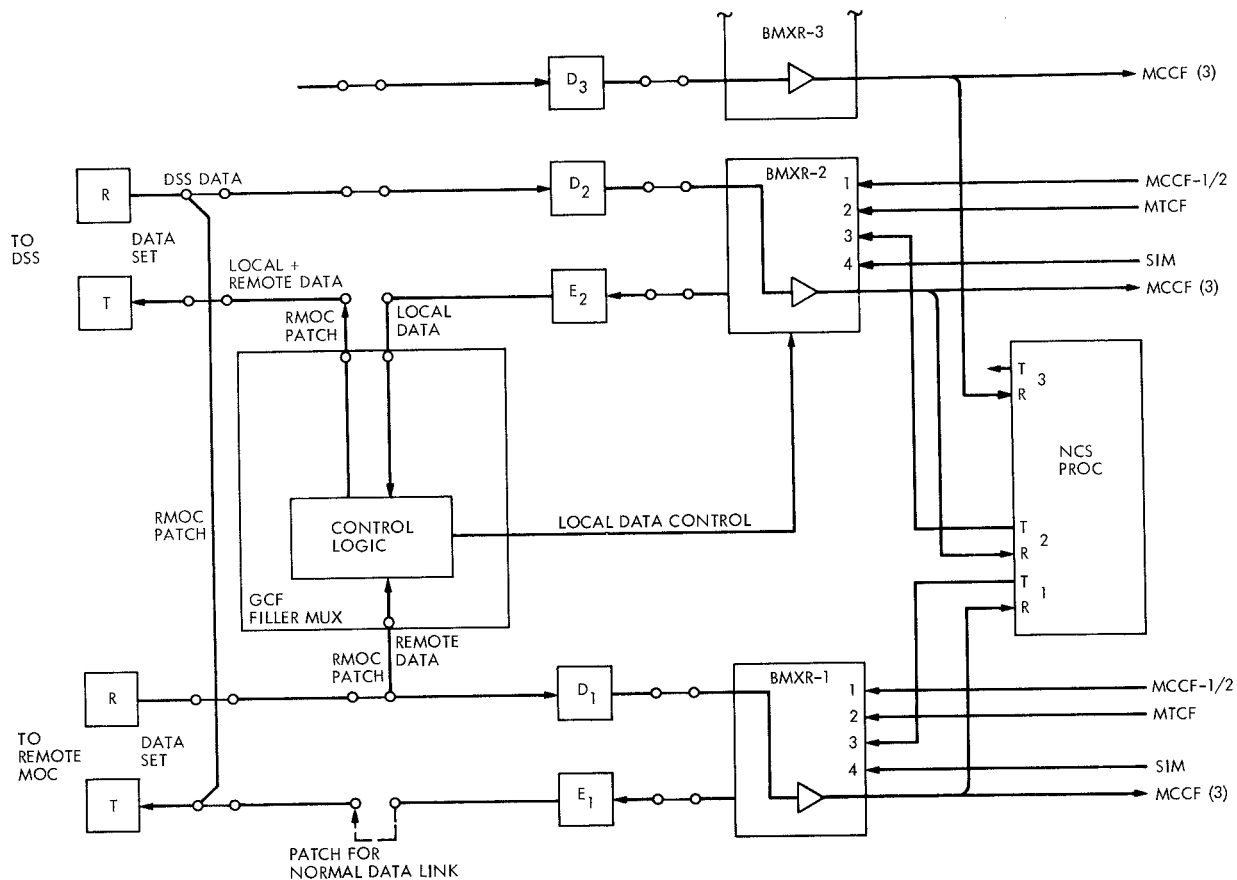 BMXR-3
D3
MCCF (3)
R
DSS DATA
D2
BMXR-2
1
MCCF-1/2
2
MTCF
3
4
SIM
MCCF (3)
TO
DSS
DATA
SET
LOCAL +
REMOTE DATA
T
E2
RMOC
PATCH
LOCAL
DATA
T
3
R
NCS
PROC
RMOC
PATCH
CONTROL
LOGIC
LOCAL DATA CONTROL
T
2
R
T
1
R
GCF
FILLER MUX
RMOC
PATCH
REMOTE
DATA
R
D1
BMXR-1
1
MCCF-1/2
2
MTCF
3
4
SIM
MCCF (3)
TO
REMOTE
MOC
DATA
SET
T
E1
PATCH FOR
NORMAL DATA LINK